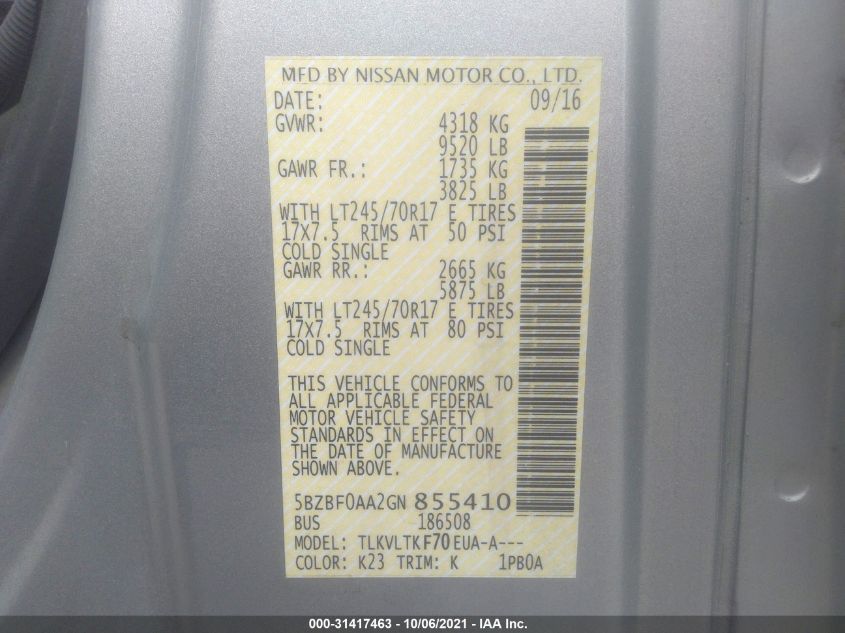 MFD BY NISSAN MOTOR CO., LTD.
DATE: 09/16
GVWR: 4318 KG
9520 LB
GAWR FR.: 1735 KG
3825 LB
WITH LT245/70R17 E TIRES
17X7.5 RIMS AT 50 PSI
COLD SINGLE
GAWR RR.: 2665 KG
5875 LB
WITH LT245/70R17 E TIRES
17X7.5 RIMS AT 80 PSI
COLD SINGLE
THIS VEHICLE CONFORMS TO
ALL APPLICABLE FEDERAL
MOTOR VEHICLE SAFETY
STANDARDS IN EFFECT ON
THE DATE OF MANUFACTURE
SHOWN ABOVE.
5BZBF0AA2GN 855410
BUS 186508
MODEL: TLKVLTKF70EUA-A---
COLOR: K23 TRIM: K 1PB0A
000-31417463 - 10/06/2021 - IAA Inc.